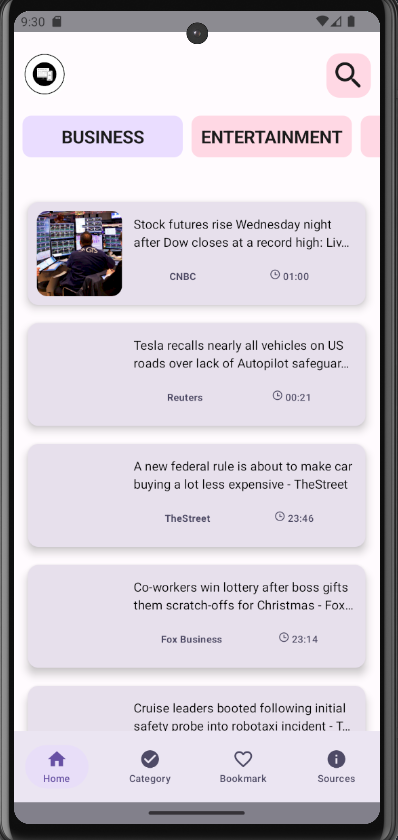 9:30
BUSINESS ENTERTAINMENT
Stock futures rise Wednesday night
after Dow closes at a record high: Liv...
CNBC 01:00
Tesla recalls nearly all vehicles on US
roads over lack of Autopilot safeguar...
Reuters 00:21
A new federal rule is about to make car
buying a lot less expensive - TheStreet
TheStreet 23:46
Co-workers win lottery after boss gifts
them scratch-offs for Christmas - Fox...
Fox Business 23:14
Cruise leaders booted following initial
safety probe into robotaxi incident - T...
Home Category Bookmark Sources